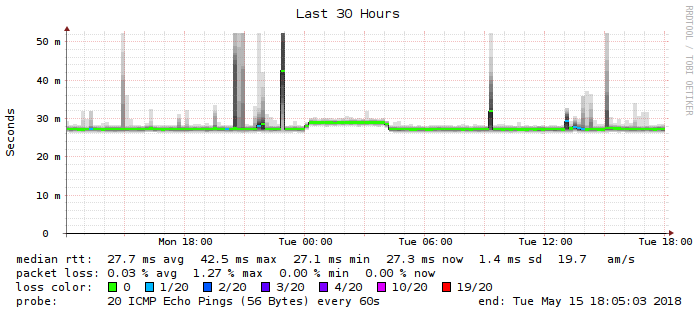 Last 30 Hours
RRDTOOL / TOBI OETIKER
Seconds
50 m
40 m
30 m
20 m
10 m
0
Mon 18:00 Tue 00:00 Tue 06:00 Tue 12:00 Tue 18:00
median rtt: 27.7 ms avg 42.5 ms max 27.1 ms min 27.3 ms now 1.4 ms sd 19.7 am/s
packet loss: 0.03 % avg 1.27 % max 0.00 % min 0.00 % now
loss color: 0 1/20 2/20 3/20 4/20 10/20 19/20
probe: 20 ICMP Echo Pings (56 Bytes) every 60s end: Tue May 15 18:05:03 2018